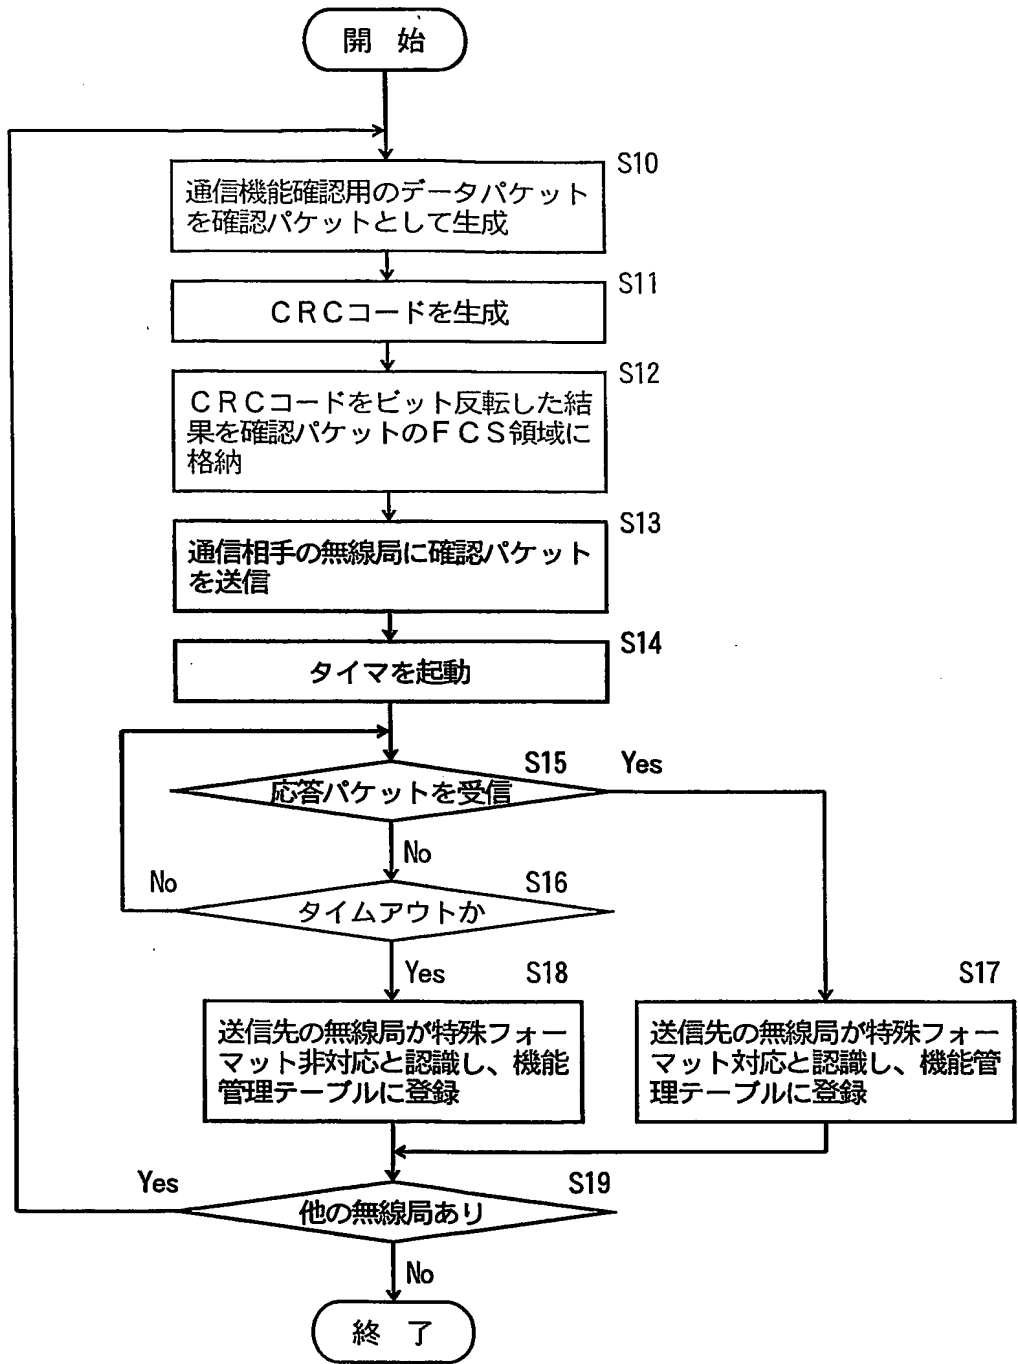 開 始
S10
通信機能確認用のデータパケット
を確認パケットとして生成
S11
CRCコードを生成
S12
CRCコードをビット反転した結
果を確認パケットのFCS領域に
格納
S13
通信相手の無線局に確認パケット
を送信
S14
タイマを起動
S15
Yes
応答パケットを受信
No
No
S16
タイムアウトか
Yes
S18
S17
送信先の無線局が特殊フォー
マット非対応と認識し、機能
管理テーブルに登録
送信先の無線局が特殊フォー
マット対応と認識し、機能管
理テーブルに登録
Yes
S19
他の無線局あり
No
終 了